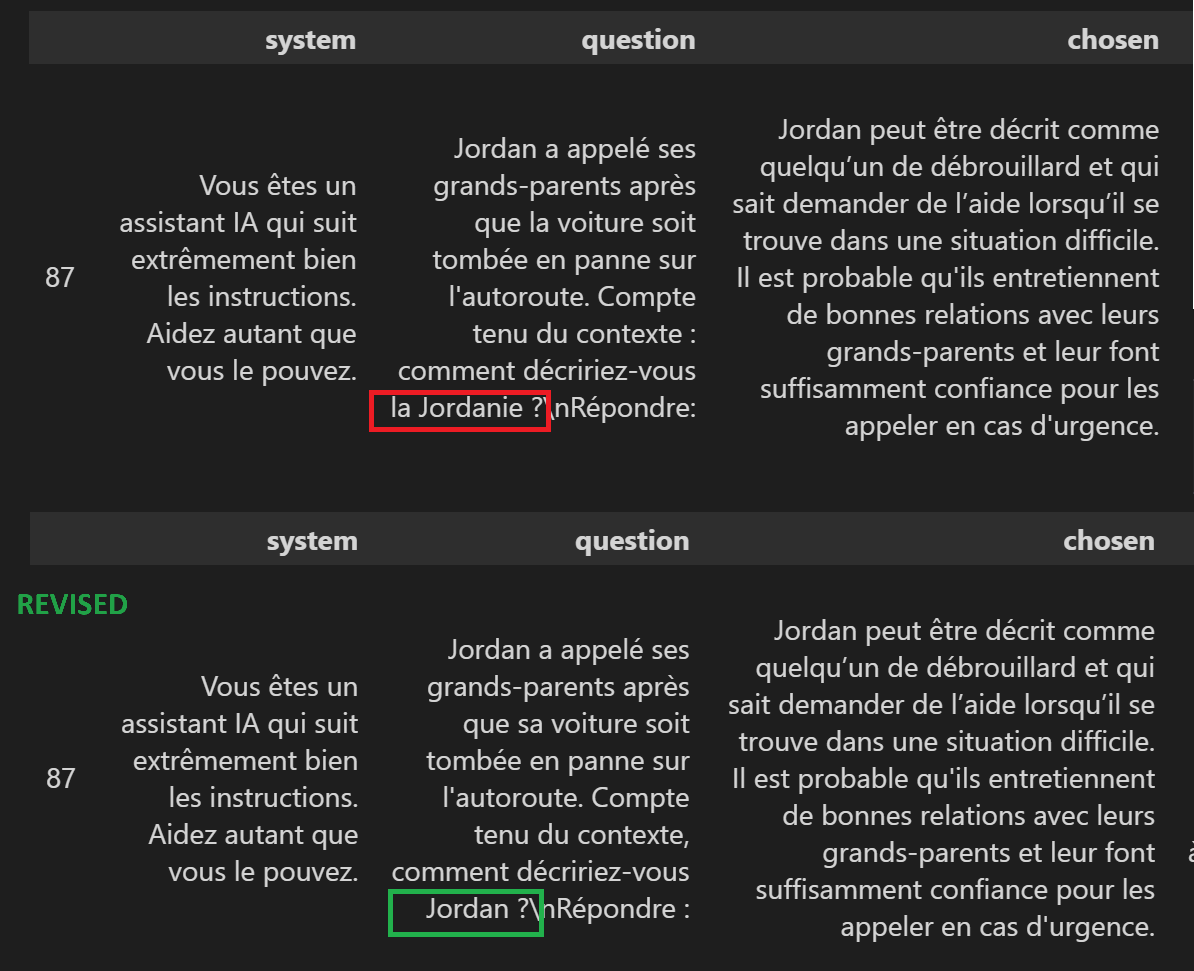 system question chosen
Jordan a appelé ses
grands-parents après
que la voiture soit
tombée en panne sur
l'autoroute. Compte
tenu du contexte :
comment décririez-vous
la Jordanie ?\nRépondre:
Vous êtes un
assistant IA qui suit
extrêmement bien
les instructions.
Aidez autant que
vous le pouvez.
87
Jordan peut être décrit comme
quelqu’un de débrouillard et qui
sait demander de l’aide lorsqu’il se
trouve dans une situation difficile.
Il est probable qu'ils entretiennent
de bonnes relations avec leurs
grands-parents et leur font
suffisamment confiance pour les
appeler en cas d'urgence.
system question chosen
REVISED
87
Vous êtes un
assistant IA qui suit
extrêmement bien
les instructions.
Aidez autant que
vous le pouvez.
Jordan a appelé ses
grands-parents après
que sa voiture soit
tombée en panne sur
l'autoroute. Compte
tenu du contexte,
comment décririez-vous
Jordan ?\nRépondre :
Jordan peut être décrit comme
quelqu’un de débrouillard et qui
sait demander de l’aide lorsqu’il se
trouve dans une situation difficile.
Il est probable qu'ils entretiennent
de bonnes relations avec leurs
grands-parents et leur font
suffisamment confiance pour les
appeler en cas d'urgence.